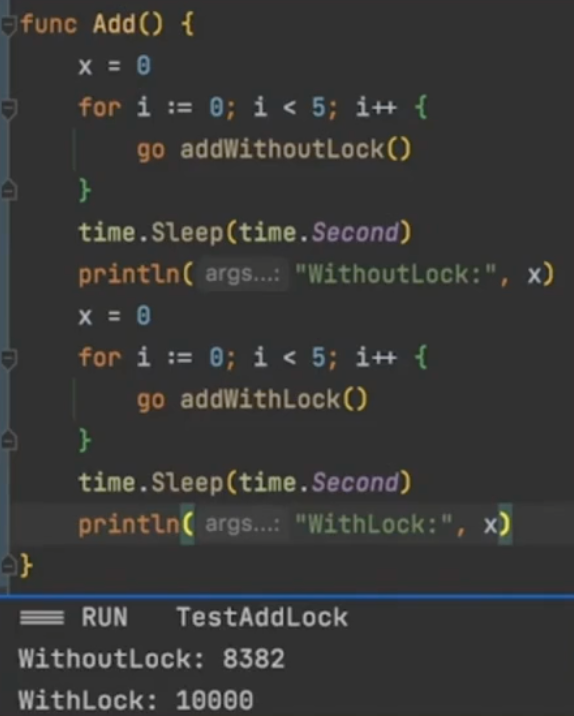 func Add() {
x = 0
for i := 0; i < 5; i++ {
go addWithoutLock()
}
time.Sleep(time.Second)
println( args...: "WithoutLock:", x)
x = 0
for i := 0; i < 5; i++ {
go addWithLock()
}
time.Sleep(time.Second)
println( args...: "WithLock:", x)
}
=== RUN   TestAddLock
WithoutLock: 8382
WithLock: 10000